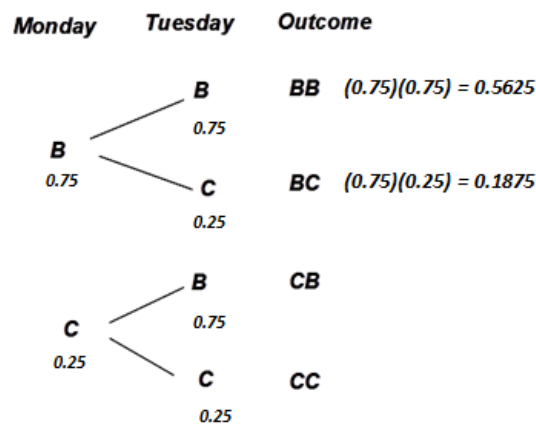 Monday Tuesday Outcome
B BB (0.75)(0.75) = 0.5625
0.75
B
0.75
C BC (0.75)(0.25) = 0.1875
0.25
B CB
0.75
C
0.25
C CC
0.25